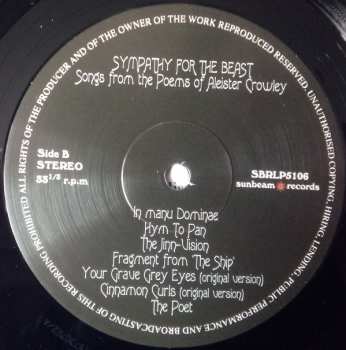 ALL RIGHTS OF THE PRODUCER AND OF THE OWNER OF THE WORK REPRODUCED RESERVED. UNAUTHORISED COPYING, HIRING, LENDING, PUBLIC PERFORMANCE AND BROADCASTING OF THIS RECORDING PROHIBITED
SYMPATHY FOR THE BEAST
Songs from the Poems of Aleister Crowley
Side B
STEREO
33 1/3 r.p.m
SBRLP5106
sunbeam records
In manu Dominae
Hym To Pan
The Jinn-Vision
Fragment from 'The Ship'
Your Grave Grey Eyes (original version)
Cinnamon Curls (original version)
The Poet